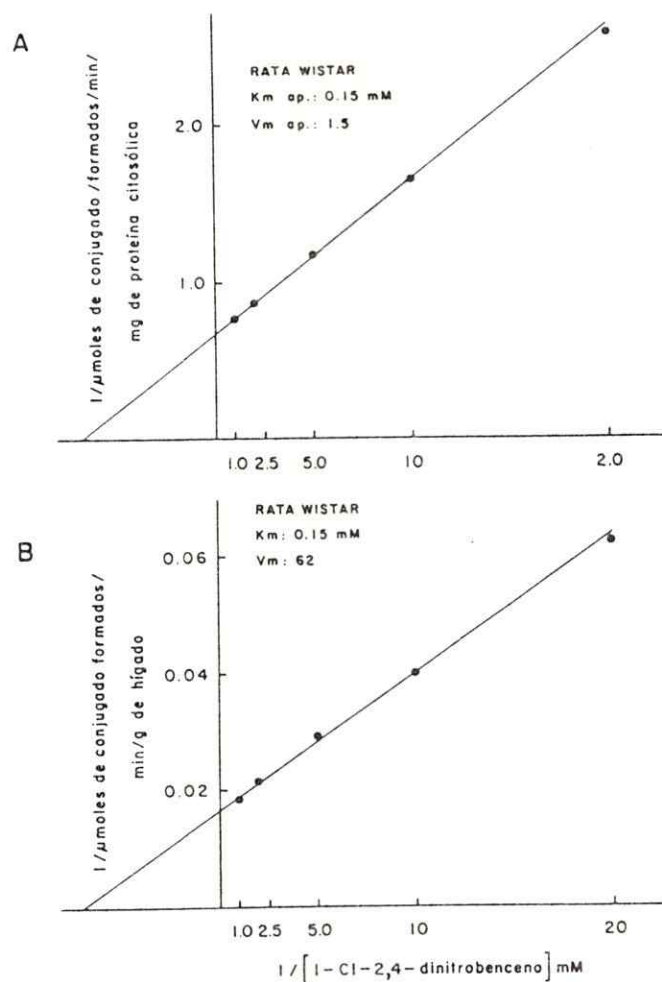 A
RATA WISTAR
Km ap.: 0.15 mM
Vm ap.: 1.5
1/µmoles de conjugado/formados/min/
mg de proteína citosólica
2.0
1.0
1.0 2.5 5.0 10 2.0
B
RATA WISTAR
Km: 0.15 mM
Vm: 62
1/µmoles de conjugado formados/
min/g de hígado
0.06
0.04
0.02
1.0 2.5 5.0 10 20
1/[1-Cl-2,4-dinitrobenceno] mM